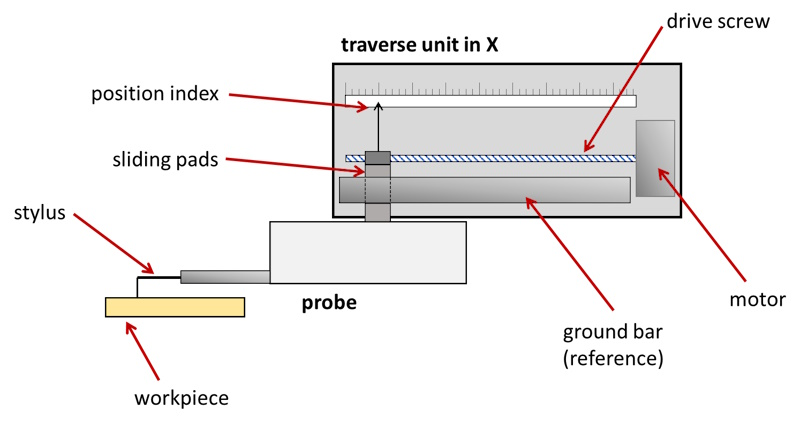 drive screw
traverse unit in X
position index
sliding pads
stylus
motor
probe
ground bar
(reference)
workpiece